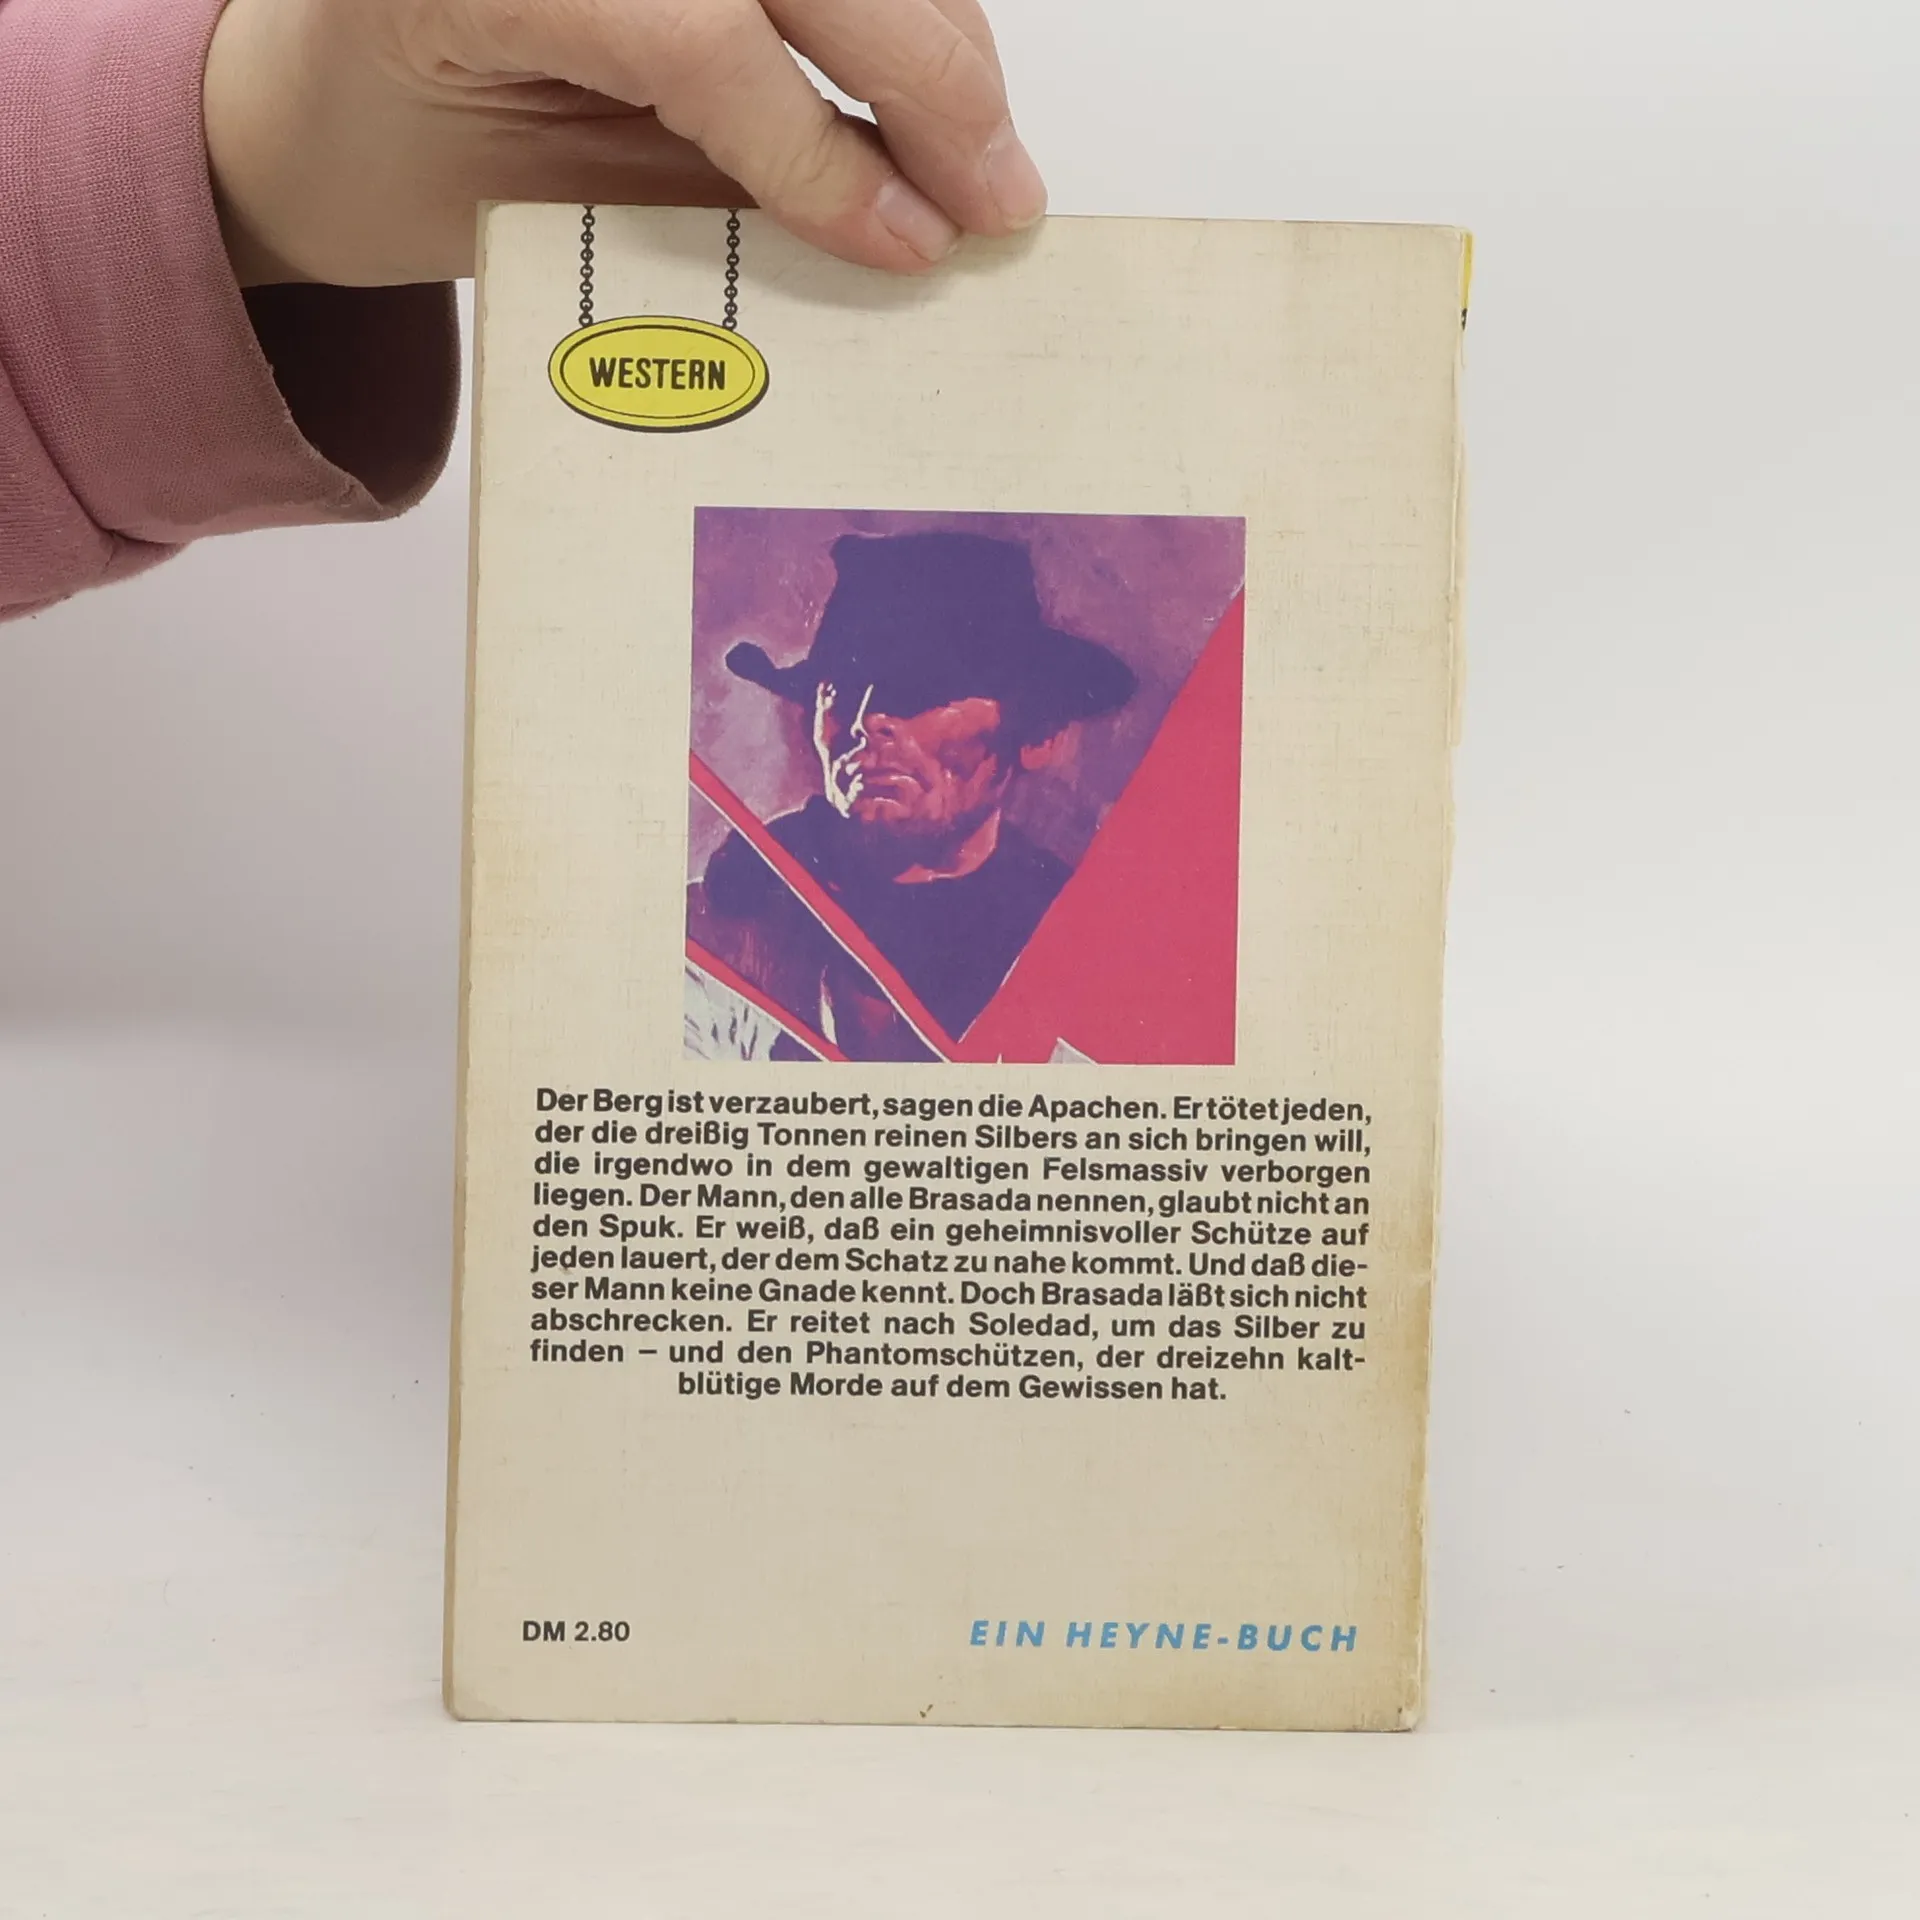 WESTERN
Der Berg ist verzaubert, sagen die Apachen. Er tötet jeden,
der die dreißig Tonnen reinen Silbers an sich bringen will,
die irgendwo in dem gewaltigen Felsmassiv verborgen
liegen. Der Mann, den alle Brasada nennen, glaubt nicht an
den Spuk. Er weiß, daß ein geheimnisvoller Schütze auf
jeden lauert, der dem Schatz zu nahe kommt. Und daß die-
ser Mann keine Gnade kennt. Doch Brasada läßt sich nicht
abschrecken. Er reitet nach Soledad, um das Silber zu
finden – und den Phantomschützen, der dreizehn kalt-
blütige Morde auf dem Gewissen hat.
DM 2.80
EIN HEYNE-BUCH